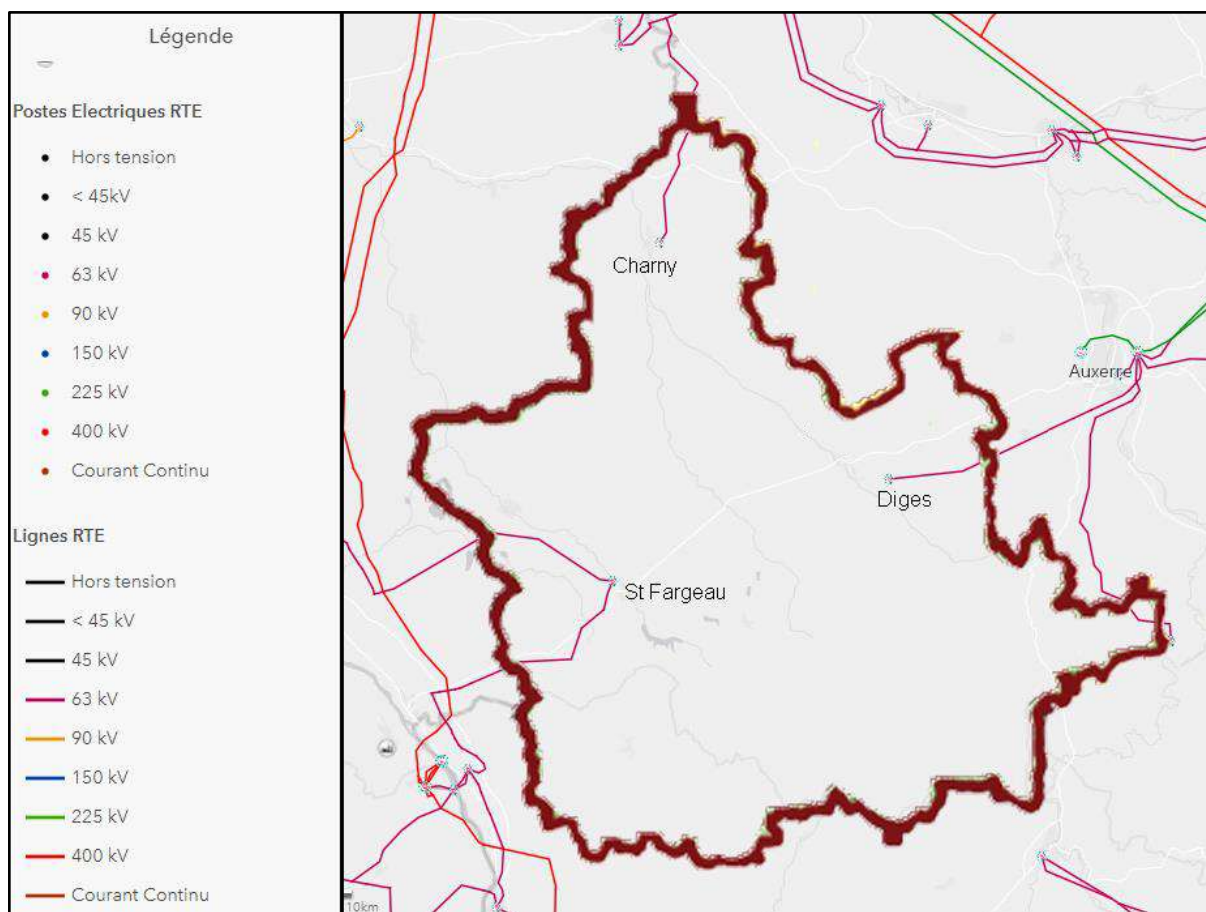 Légende
Postes Electriques RTE
Hors tension
< 45kV
45 kV
63 kV
90 kV
150 kV
225 kV
400 kV
Courant Continu
Lignes RTE
Hors tension
< 45 kV
45 kV
63 kV
90 kV
150 kV
225 kV
400 kV
Courant Continu
Charny
Auxerre
Diges
St Fargeau
10km